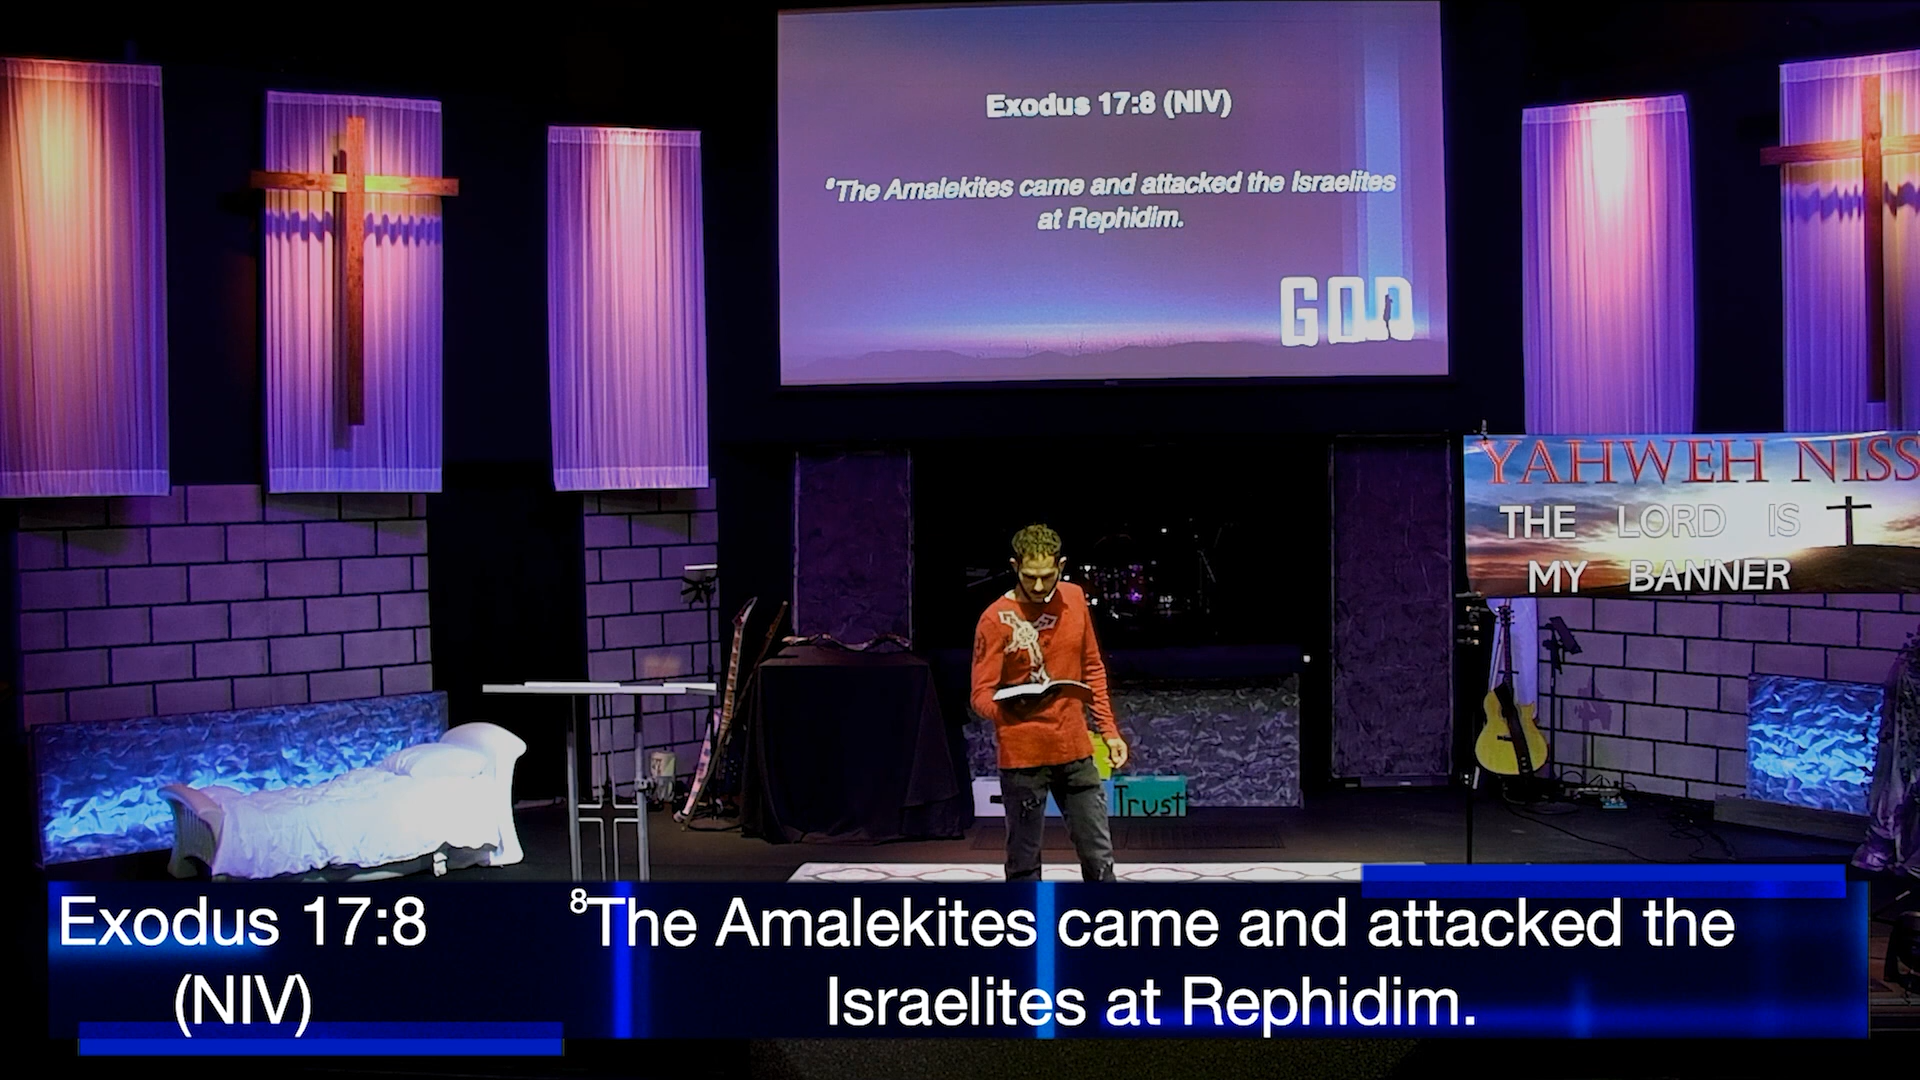 Exodus 17:8 (NIV)
⁸The Amalekites came and attacked the Israelites
at Rephidim.
GOD
YAHWEH NISS
THE LORD IS
MY BANNER
Trust
Exodus 17:8
(NIV)
⁸The Amalekites came and attacked the
Israelites at Rephidim.